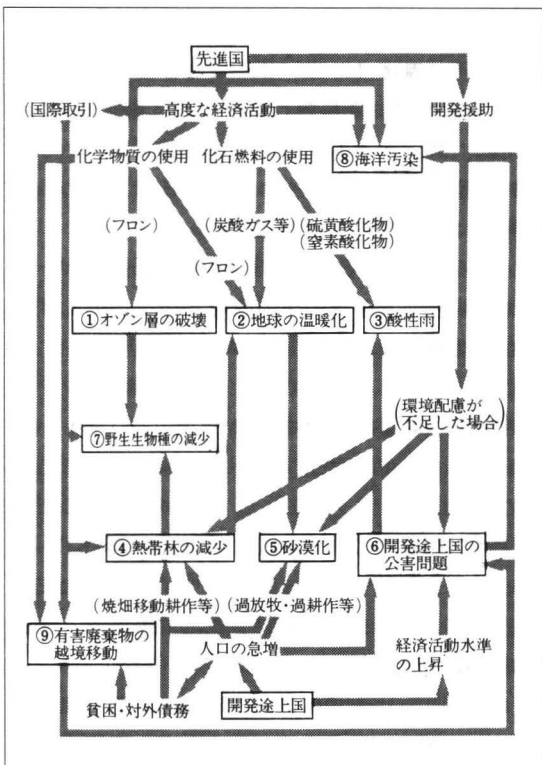 先進国
(国際取引)
高度な経済活動
開発援助
化学物質の使用
化石燃料の使用
⑧海洋汚染
(フロン)
(炭酸ガス等)
(硫黄酸化物)
(窒素酸化物)
(フロン)
①オゾン層の破壊
②地球の温暖化
③酸性雨
(環境配慮が
不足した場合)
⑦野生生物種の減少
④熱帯林の減少
⑤砂漠化
⑥開発途上国の
公害問題
(焼畑移動耕作等)
(過放牧・過耕作等)
⑨有害廃棄物の
越境移動
人口の急増
経済活動水準
の上昇
貧困・対外債務
開発途上国